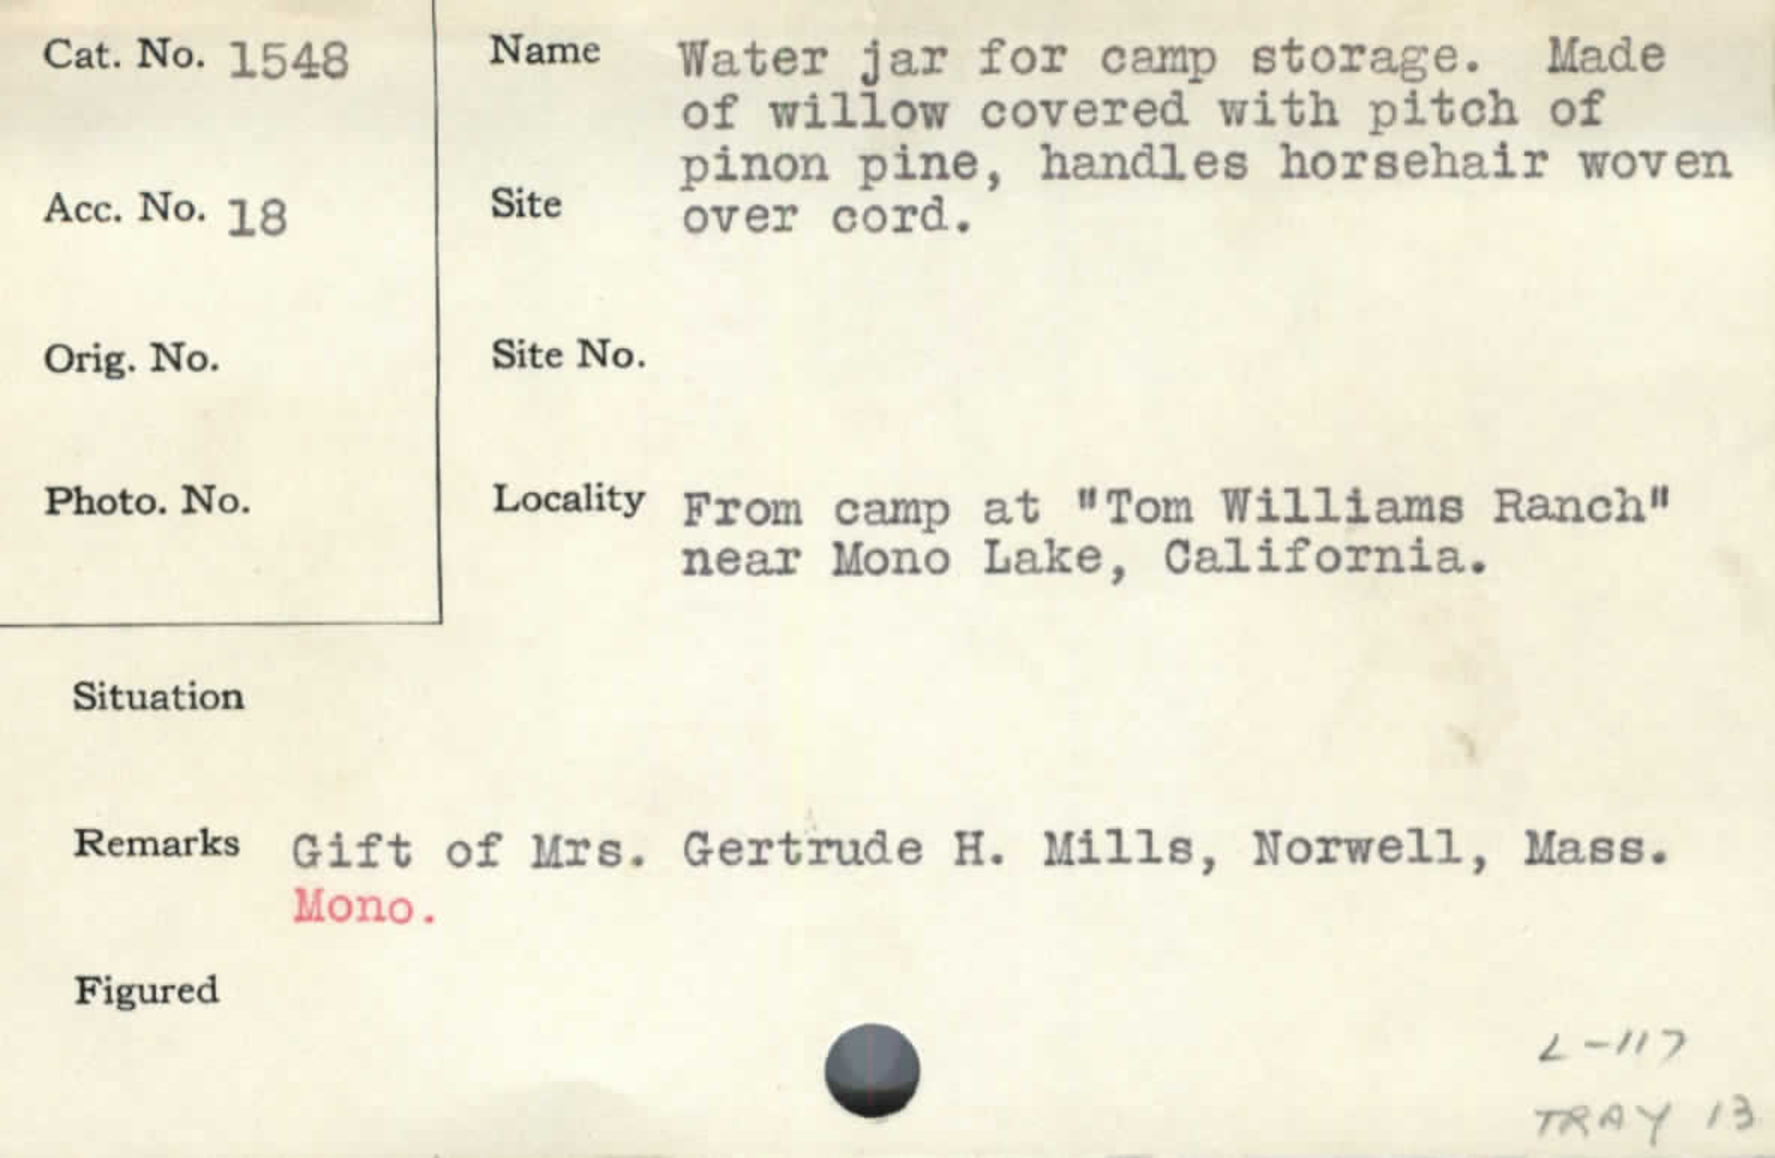 Cat. No. 1548
Acc. No. 18
Orig. No.
Photo. No.
Name Water jar for camp storage. Made
of willow covered with pitch of
pinon pine, handles horsehair woven
Site over cord.
Site No.
Locality From camp at "Tom Williams Ranch"
near Mono Lake, California.
Situation
Remarks Gift of Mrs. Gertrude H. Mills, Norwell, Mass.
Mono.
Figured
L-117
TRAY 13